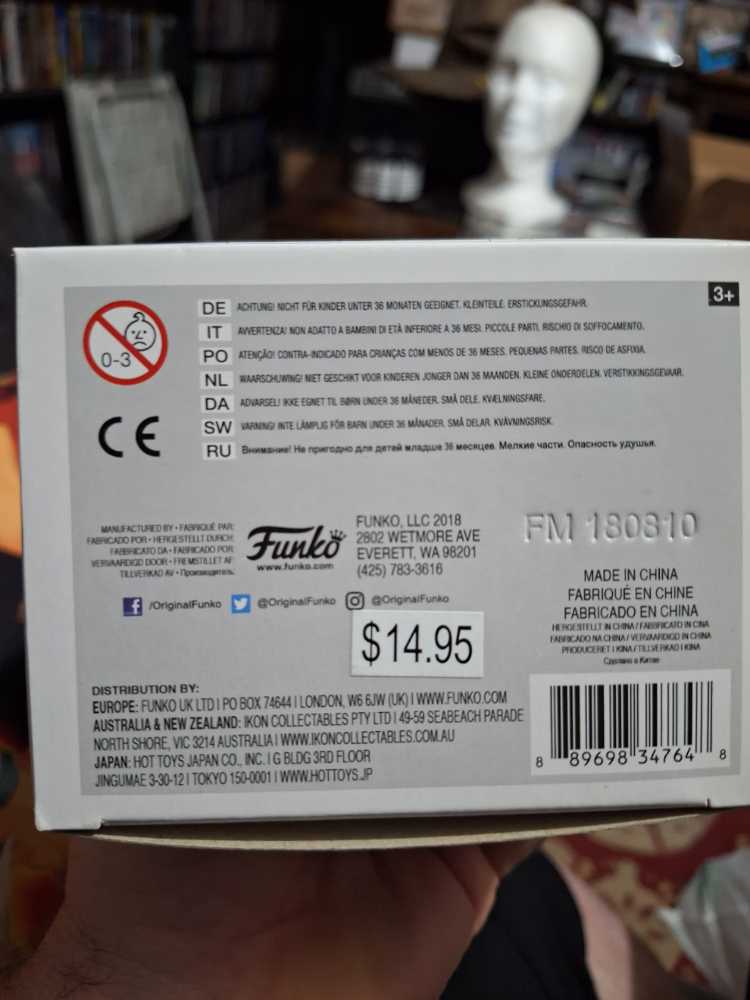 3+
0-3
DE ACHTUNG! NICHT FÜR KINDER UNTER 36 MONATEN GEEIGNET. KLEINTEILE. ERSTICKUNGSGEFAHR.
IT AVVERTENZA! NON ADATTO A BAMBINI DI ETÀ INFERIORE A 36 MESI. PICCOLE PARTI. RISCHIO DI SOFFOCAMENTO.
PO ATENÇÃO! CONTRA-INDICADO PARA CRIANÇAS COM MENOS DE 36 MESES. PEQUENAS PARTES. RISCO DE ASFIXIA.
NL WAARSCHUWING! NIET GESCHIKT VOOR KINDEREN JONGER DAN 36 MAANDEN. KLEINE ONDERDELEN. VERSTIKKINGSGEVAAR.
DA ADVARSEL! IKKE EGNET TIL BØRN UNDER 36 MÅNEDER. SMÅ DELE. KVÆLNINGSFARE.
SW VARNING! INTE LÄMPLIG FÖR BARN UNDER 36 MÅNADER. SMÅ DELAR. KVÄVNINGSRISK.
RU Внимание! Не пригодно для детей младше 36 месяцев. Мелкие части. Опасность удушья.
CE
MANUFACTURED BY • FABRIQUÉ PAR
FABRICADO POR • HERGESTELLT DURCH
FABBRICATO DA • FABRICADO POR
VERVAARDIGD DOOR • FREMSTILLET AF
TILLVERKAD AV • Производитель:
Funko
www.funko.com
FUNKO, LLC 2018
2802 WETMORE AVE
EVERETT, WA 98201
(425) 783-3616
FM 180810
/OriginalFunko @OriginalFunko @OriginalFunko
MADE IN CHINA
FABRIQUÉ EN CHINE
FABRICADO EN CHINA
HERGESTELLT IN CHINA / FABBRICATO IN CINA
FABRICADO NA CHINA / VERVAARDIGD IN CHINA
PRODUCERET I KINA / TILLVERKAD I KINA
Сделано в Китае
$14.95
DISTRIBUTION BY:
EUROPE: FUNKO UK LTD I PO BOX 74644 I LONDON, W6 6JW (UK) I WWW.FUNKO.COM
AUSTRALIA & NEW ZEALAND: IKON COLLECTABLES PTY LTD I 49-59 SEABEACH PARADE
NORTH SHORE, VIC 3214 AUSTRALIA I WWW.IKONCOLLECTABLES.COM.AU
JAPAN: HOT TOYS JAPAN CO., INC. I G BLDG 3RD FLOOR
JINGUMAE 3-30-12 I TOKYO 150-0001 I WWW.HOTTOYS.JP
8 89698 34764 8